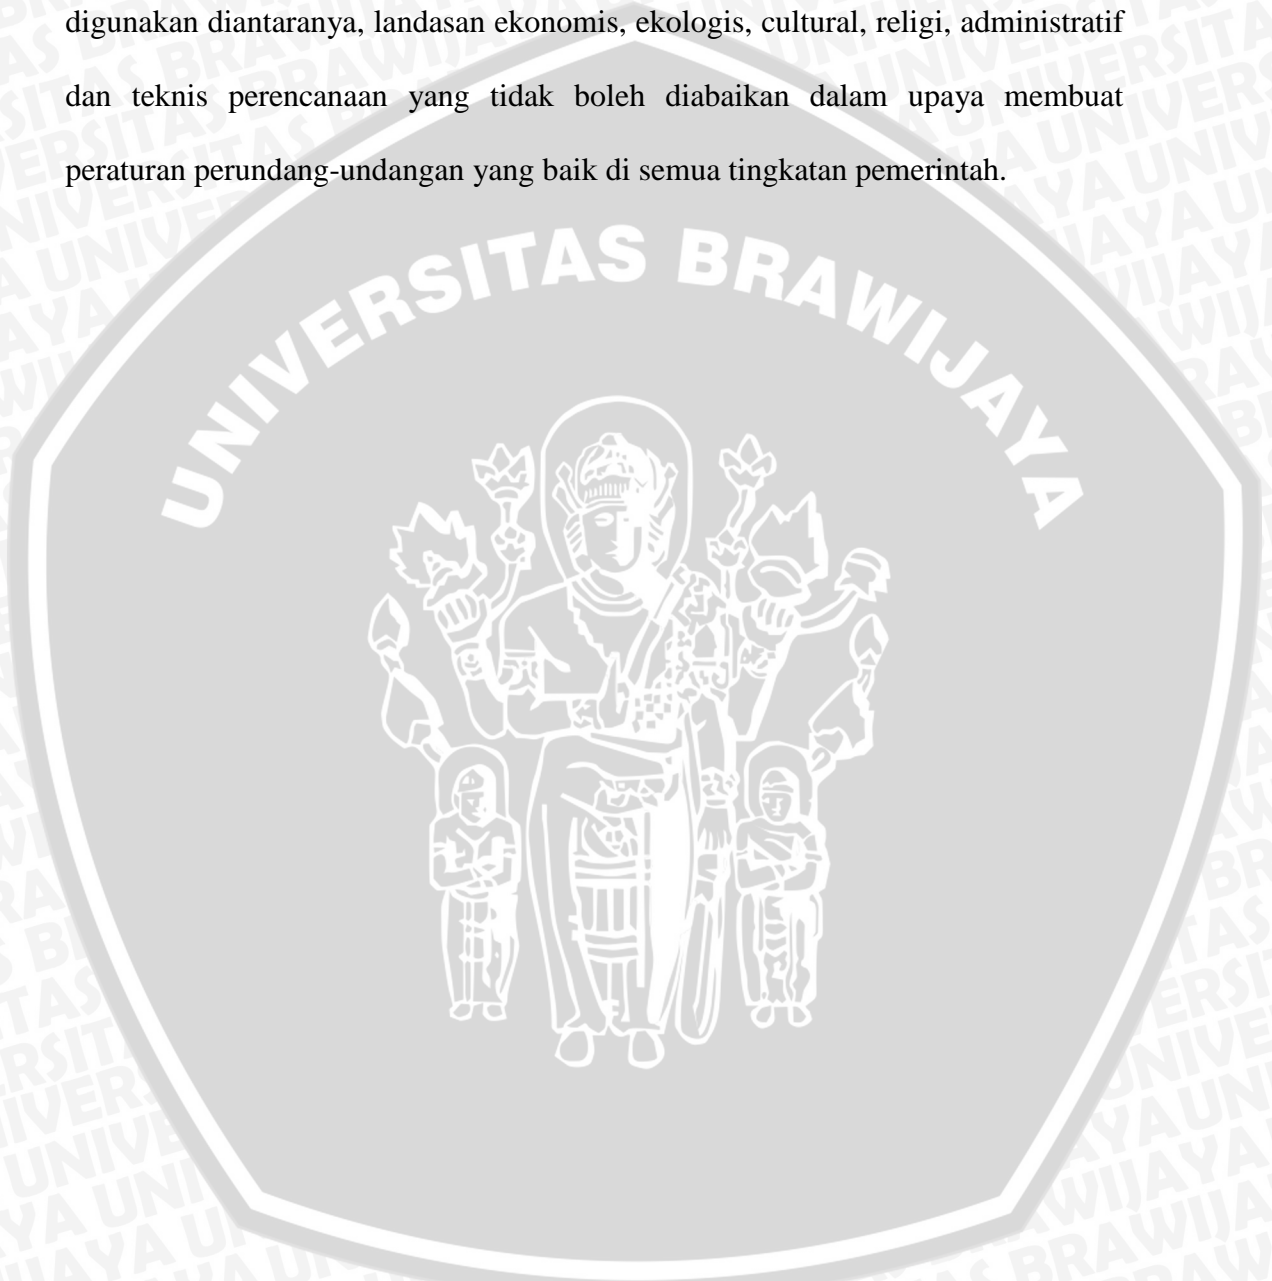 digunakan diantaranya, landasan ekonomis, ekologis, cultural, religi, administratif
dan teknis perencanaan yang tidak boleh diabaikan dalam upaya membuat
peraturan perundang-undangan yang baik di semua tingkatan pemerintah.
UNIVERSITAS BRAWIJAYA